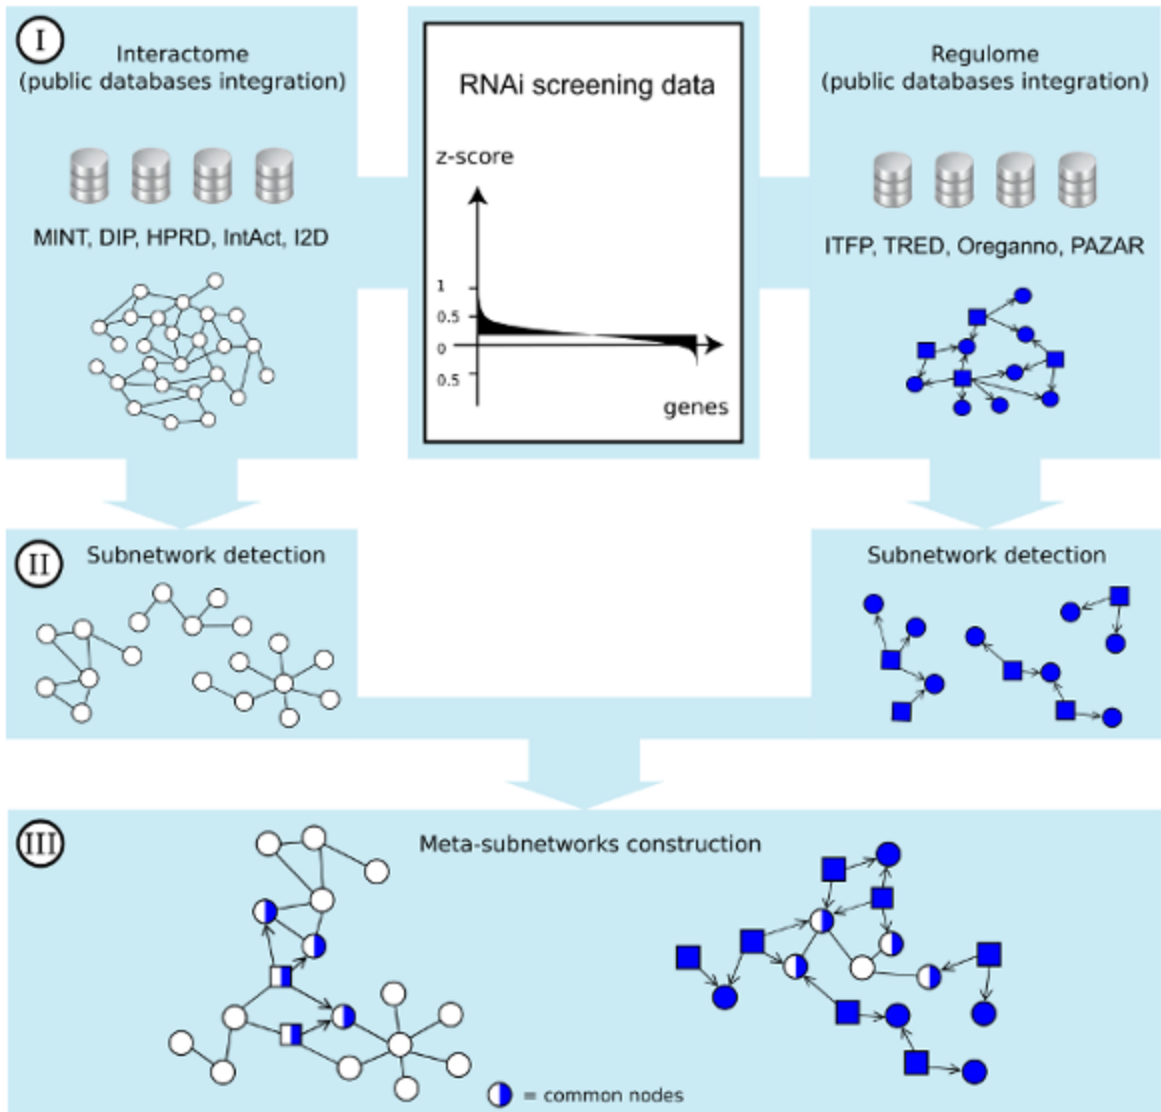 I
Interactome
(public databases integration)
MINT, DIP, HPRD, IntAct, I2D
RNAi screening data
z-score
1
0.5
0
0.5
genes
Regulome
(public databases integration)
ITFP, TRED, Oreganno, PAZAR
II
Subnetwork detection
Subnetwork detection
III
Meta-subnetworks construction
= common nodes